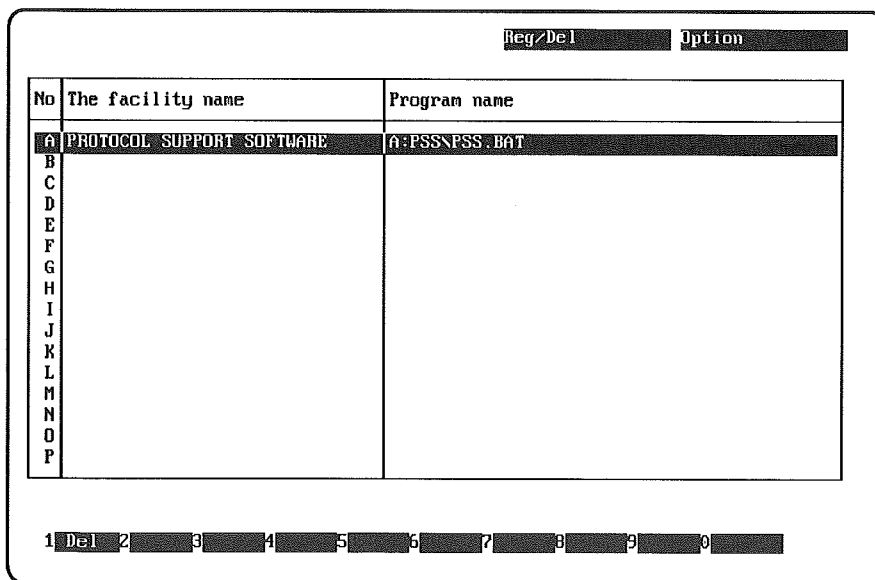 Reg/Del Option
No The facility name Program name
A PROTOCOL SUPPORT SOFTWARE A:PSS\PSS.BAT
B
C
D
E
F
G
H
I
J
K
L
M
N
O
P
1 Del 2 3 4 5 6 7 8 9 0